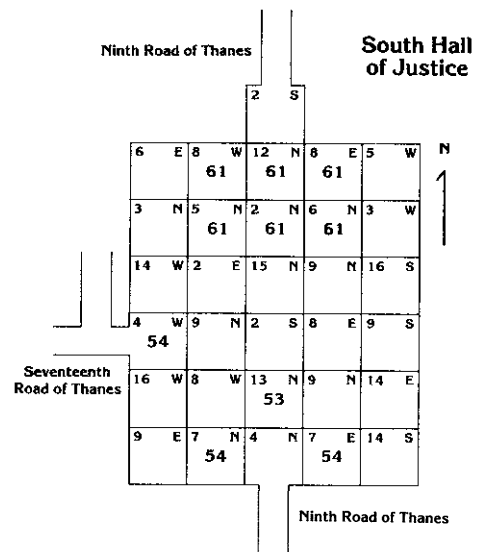 Ninth Road of Thanes
South Hall
of Justice
2 S
6 E 8 W 12 N 8 E 5 W
61 61 61
N
3 N 5 N 2 N 6 N 3 W
61 61 61
14 W 2 E 15 N 9 N 16 S
4 W 9 N 2 S 8 E 9 S
54
Seventeenth
Road of Thanes
16 W 8 W 13 N 9 N 14 E
53
9 E 7 N 4 N 7 E 14 S
54 54
Ninth Road of Thanes